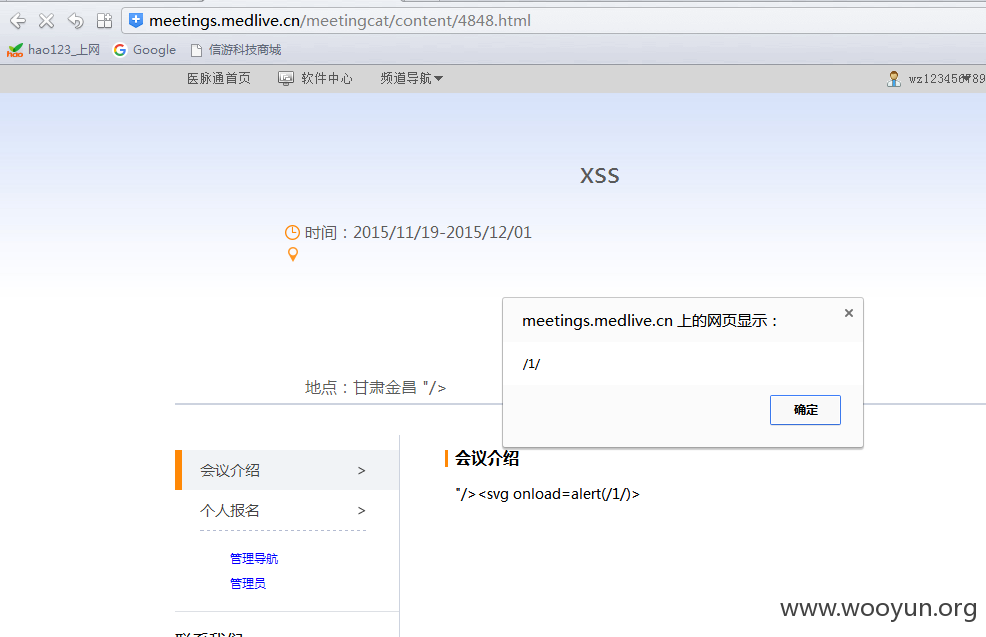 meetings.medlive.cn/meetingcat/content/4848.html
hao123_上网 Google 信游科技商城
医脉通首页 软件中心 频道导航 wz123456789
XSS
时间：2015/11/19-2015/12/01
meetings.medlive.cn 上的网页显示：
/1/
确定
地点：甘肃金昌 "/>
会议介绍 >
会议介绍
"/><svg onload=alert(/1/)>
个人报名 >
管理导航
管理员
www.wooyun.org
联系我们